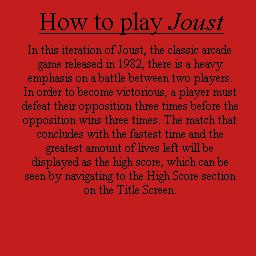 How to play Joust
In this iteration of Joust, the classic arcade
game released in 1982, there is a heavy
emphasis on a battle between two players.
In order to become victorious, a player must
defeat their opposition three times before the
opposition wins three times. The match that
concludes with the fastest time and the
greatest amount of lives left will be
displayed as the high score, which can be
seen by navigating to the High Score section
on the Title Screen.